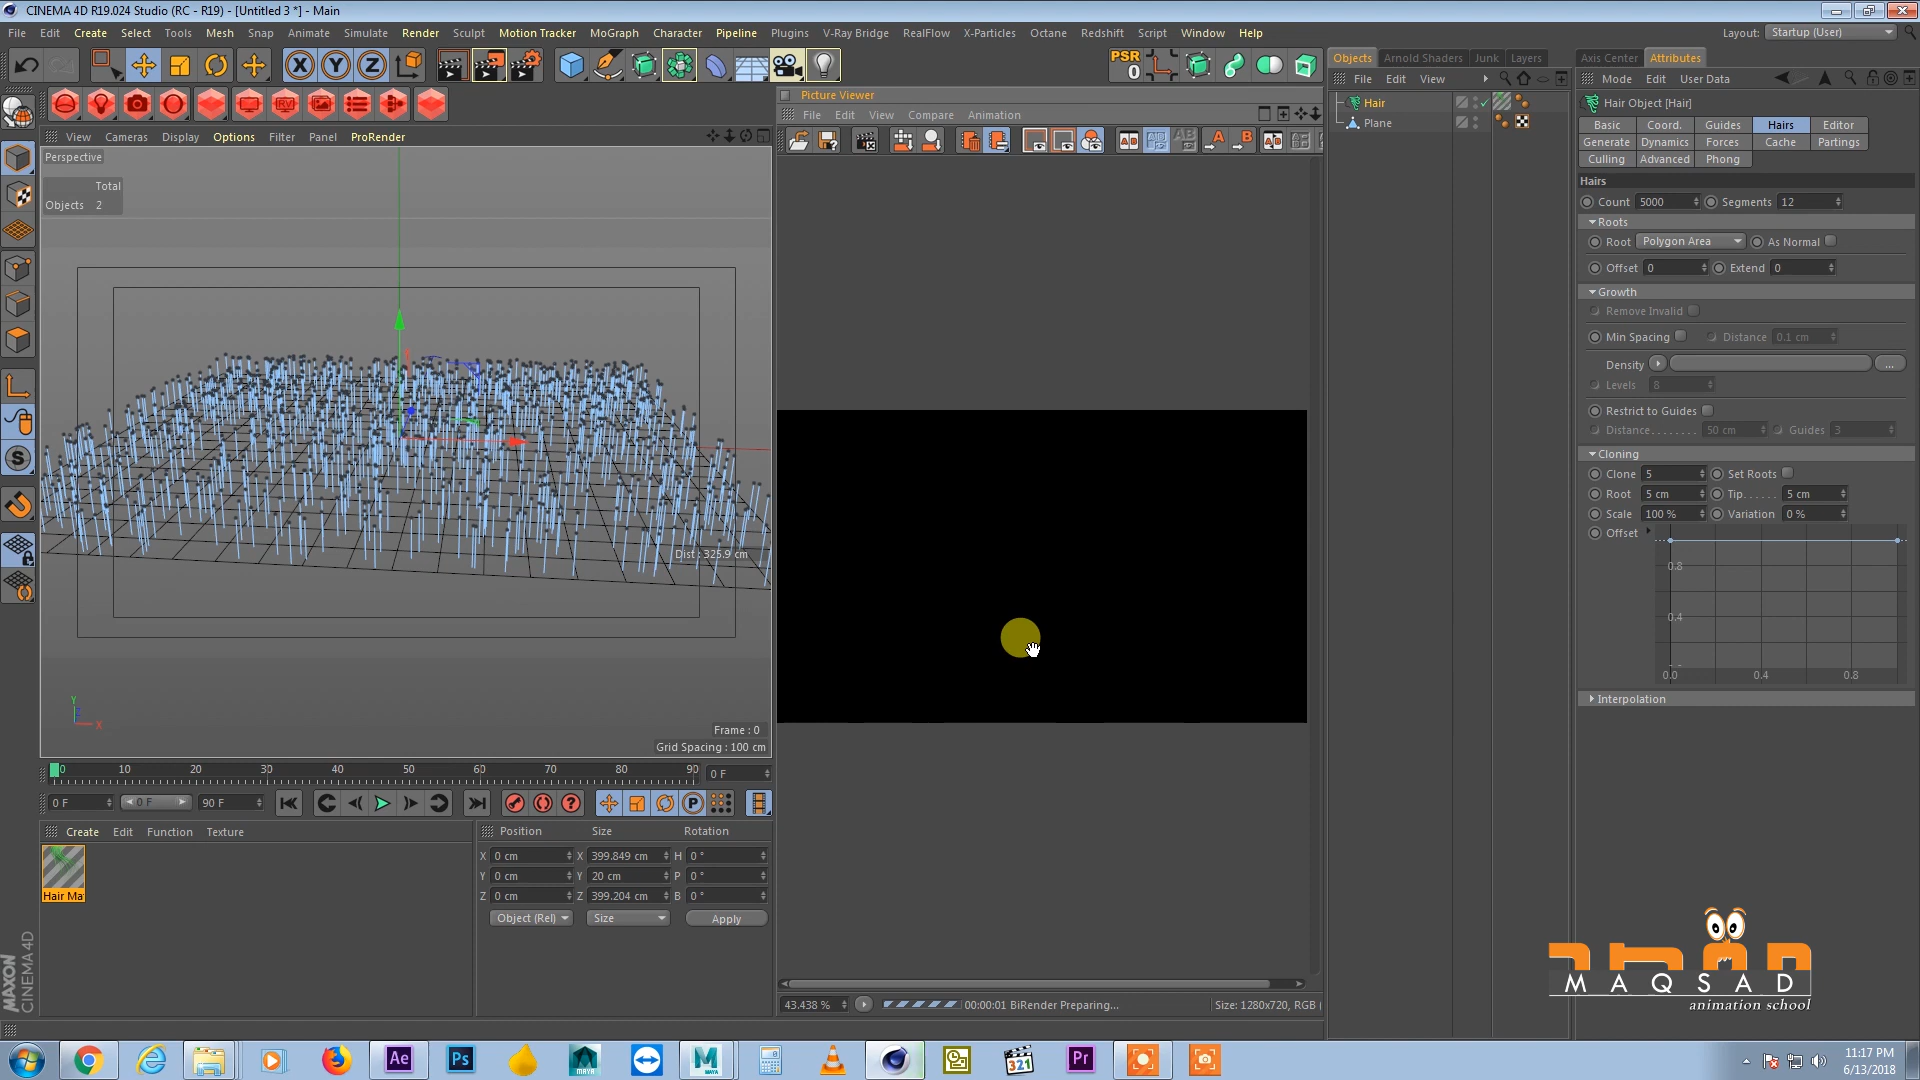 CINEMA 4D R19.024 Studio (RC - R19) - [Untitled 3 *] - Main
File Edit Create Select Tools Mesh Snap Animate Simulate Render Sculpt Motion Tracker MoGraph Character Pipeline Plugins V-Ray Bridge RealFlow X-Particles Octane Redshift Script Window Help Layout: Startup (User)
PSR
0
Objects Arnold Shaders Junk Layers
Axis Center Attributes
File Edit View
Mode Edit User Data
Picture Viewer
File Edit View Compare Animation
View Cameras Display Options Filter Panel ProRender
Perspective
Total
Objects 2
Dist : 325.9 cm
Frame : 0
Grid Spacing : 100 cm
Hair
Plane
Hair Object [Hair]
Basic Coord. Guides Hairs Editor
Generate Dynamics Forces Cache Partings
Culling Advanced Phong
Hairs
Count 5000 Segments 12
Roots
Root Polygon Area As Normal
Offset 0 Extend 0
Growth
Remove Invalid
Min Spacing Distance 0.1 cm
Density ...
Levels 8
Restrict to Guides
Distance........ 50 cm Guides 3
Cloning
Clone 5 Set Roots
Root 5 cm Tip...... 5 cm
Scale 100 % Variation 0 %
Offset
0.8
0.4
0.0 0.4 0.8
Interpolation
0 10 20 30 40 50 60 70 80 90 0 F
0 F 0 F 90 F
Create Edit Function Texture
Hair Ma
Position Size Rotation
X 0 cm X 399.849 cm H 0 °
Y 0 cm Y 20 cm P 0 °
Z 0 cm Z 399.204 cm B 0 °
Object (Rel) Size Apply
43.438 % 00:00:01 BiRender Preparing... Size: 1280x720, RGB
MAXON
CINEMA 4D
MAQSAD
animation school
Ae Ps MAYA M MAYA 321 Pr
11:17 PM
6/13/2018